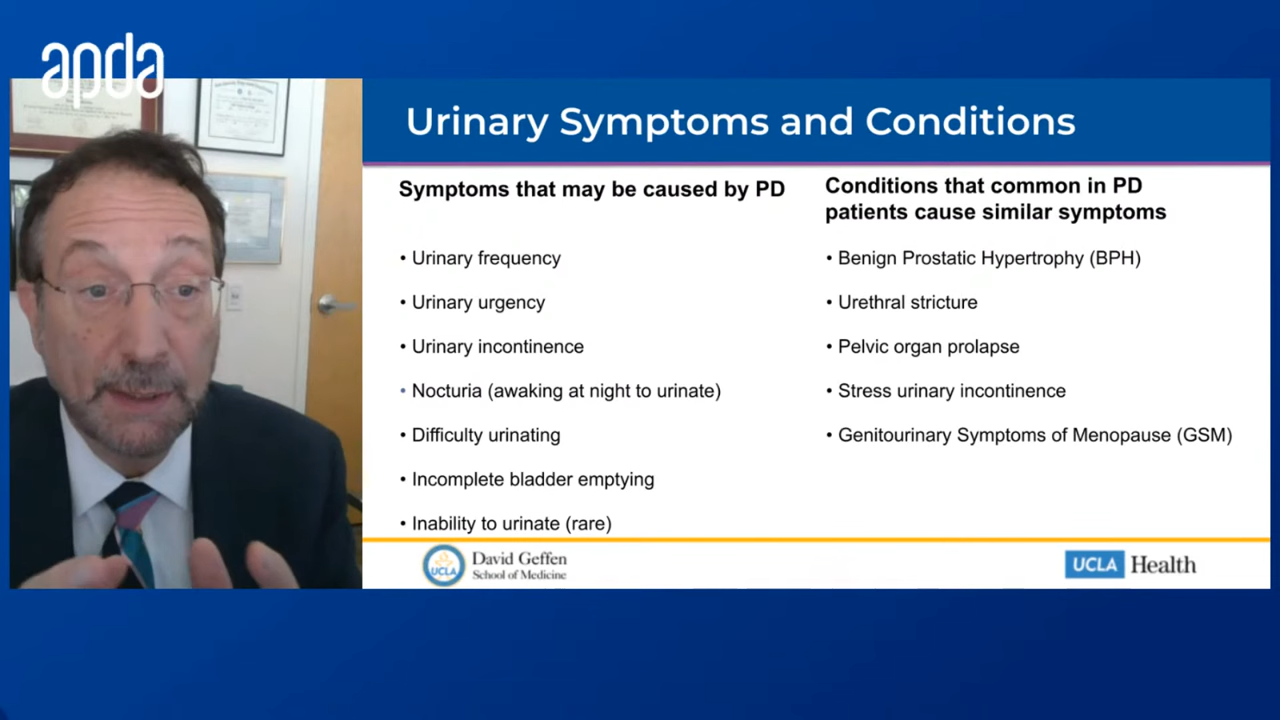 apda
Urinary Symptoms and Conditions
Symptoms that may be caused by PD
• Urinary frequency
• Urinary urgency
• Urinary incontinence
• Nocturia (awaking at night to urinate)
• Difficulty urinating
• Incomplete bladder emptying
• Inability to urinate (rare)
Conditions that common in PD
patients cause similar symptoms
• Benign Prostatic Hypertrophy (BPH)
• Urethral stricture
• Pelvic organ prolapse
• Stress urinary incontinence
• Genitourinary Symptoms of Menopause (GSM)
UCLA
David Geffen
School of Medicine
UCLA Health